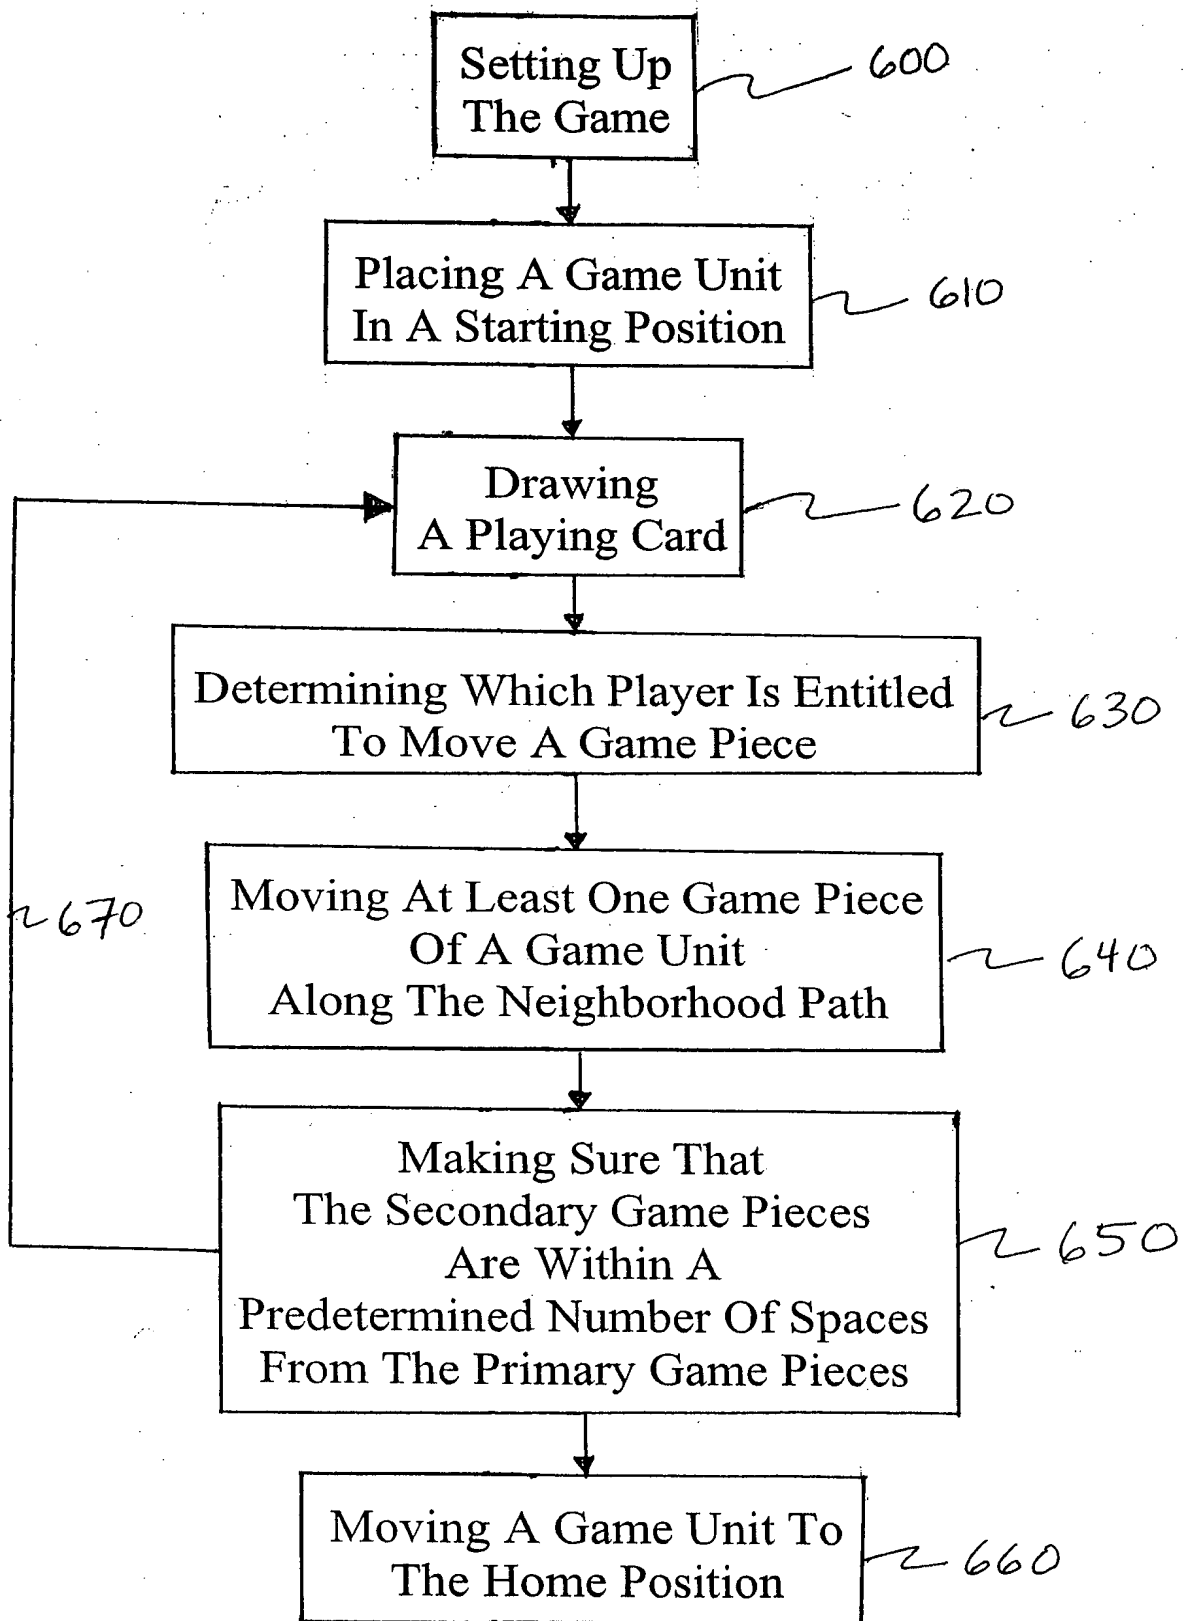 Setting Up
The Game
600
Placing A Game Unit
In A Starting Position
610
Drawing
A Playing Card
620
Determining Which Player Is Entitled
To Move A Game Piece
630
Moving At Least One Game Piece
Of A Game Unit
Along The Neighborhood Path
640
670
Making Sure That
The Secondary Game Pieces
Are Within A
Predetermined Number Of Spaces
From The Primary Game Pieces
650
Moving A Game Unit To
The Home Position
660